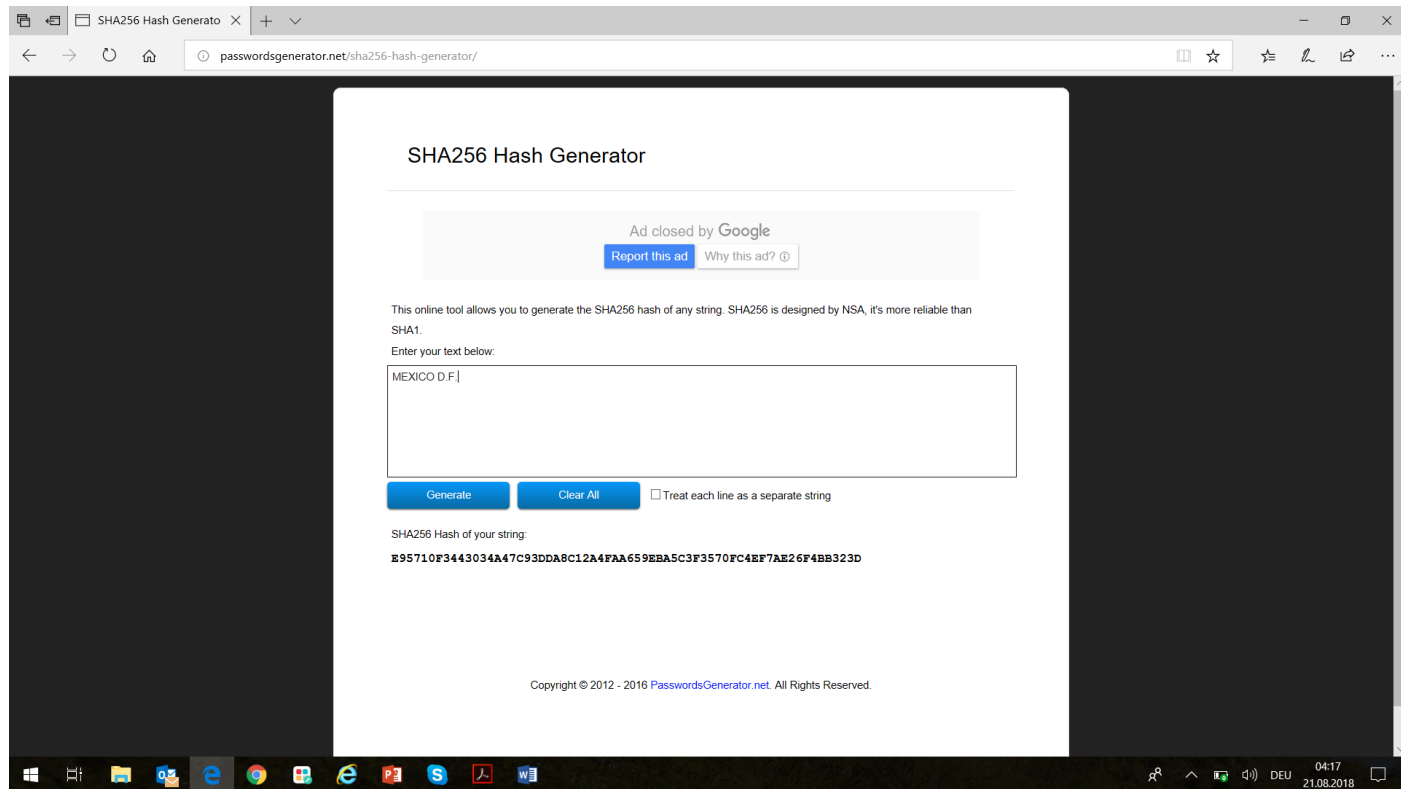 SHA256 Hash Generato
passwordsgenerator.net/sha256-hash-generator/
SHA256 Hash Generator
Ad closed by Google
Report this ad Why this ad?
This online tool allows you to generate the SHA256 hash of any string. SHA256 is designed by NSA, it's more reliable than
SHA1.
Enter your text below:
MEXICO D.F.
Generate Clear All Treat each line as a separate string
SHA256 Hash of your string:
E95710F3443034A47C93DDA8C12A4FAA659EBA5C3F3570FC4EF7AE26F4BB323D
Copyright © 2012 - 2016 PasswordsGenerator.net. All Rights Reserved.
DEU
04:17
21.08.2018